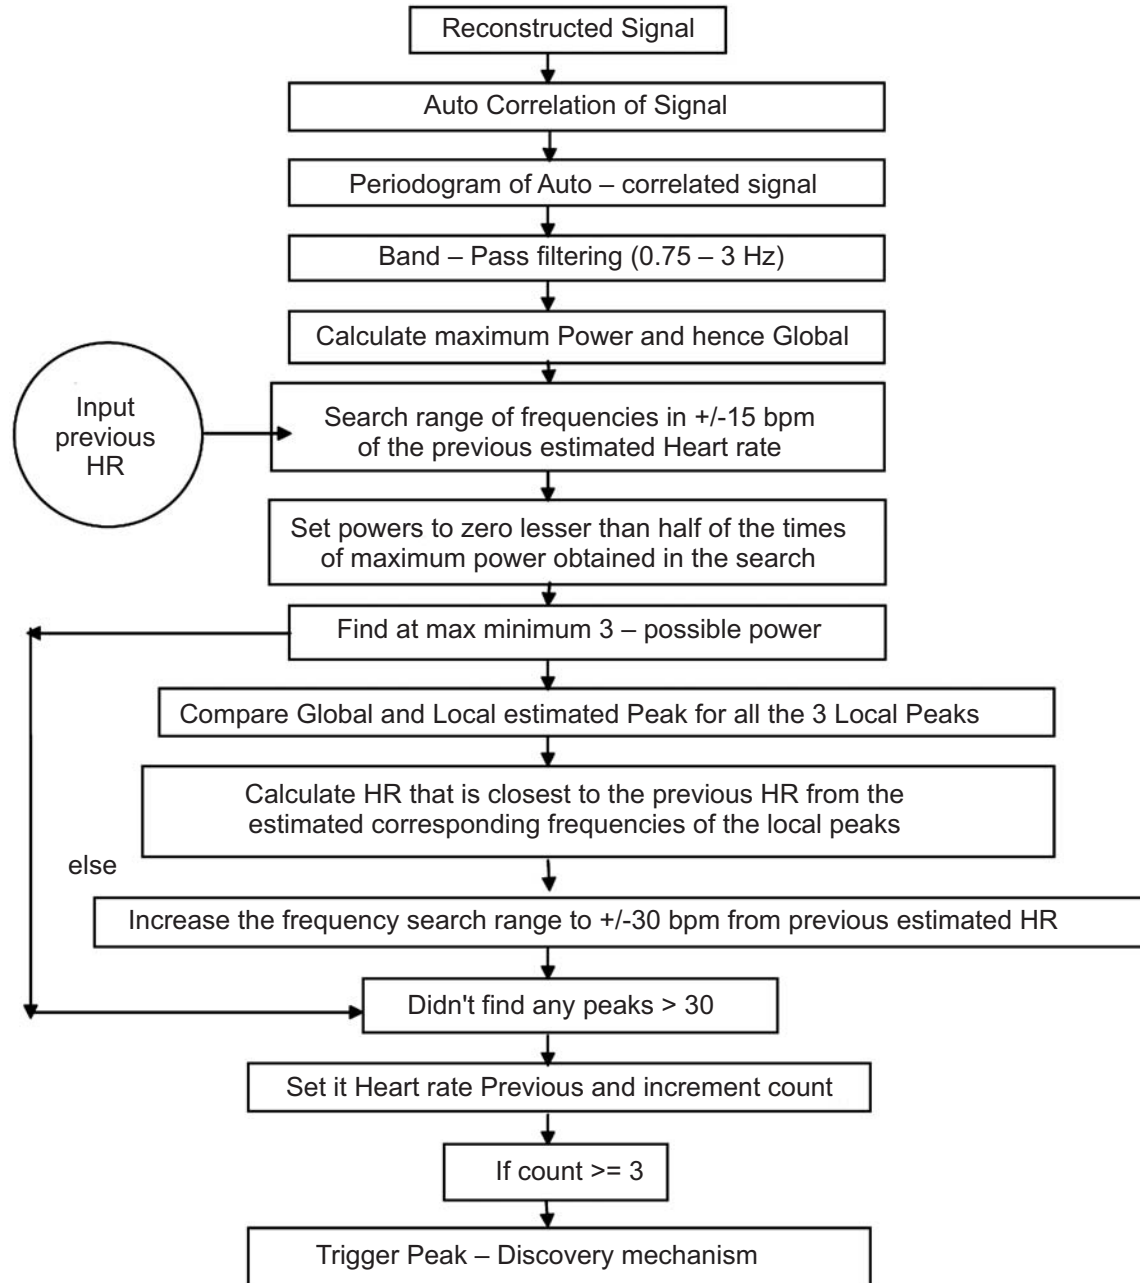 Reconstructed Signal
Auto Correlation of Signal
Periodogram of Auto – correlated signal
Band – Pass filtering (0.75 – 3 Hz)
Calculate maximum Power and hence Global
Input
previous
HR
Search range of frequencies in +/-15 bpm
of the previous estimated Heart rate
Set powers to zero lesser than half of the times
of maximum power obtained in the search
Find at max minimum 3 – possible power
Compare Global and Local estimated Peak for all the 3 Local Peaks
Calculate HR that is closest to the previous HR from the
estimated corresponding frequencies of the local peaks
else
Increase the frequency search range to +/-30 bpm from previous estimated HR
Didn't find any peaks > 30
Set it Heart rate Previous and increment count
If count >= 3
Trigger Peak – Discovery mechanism